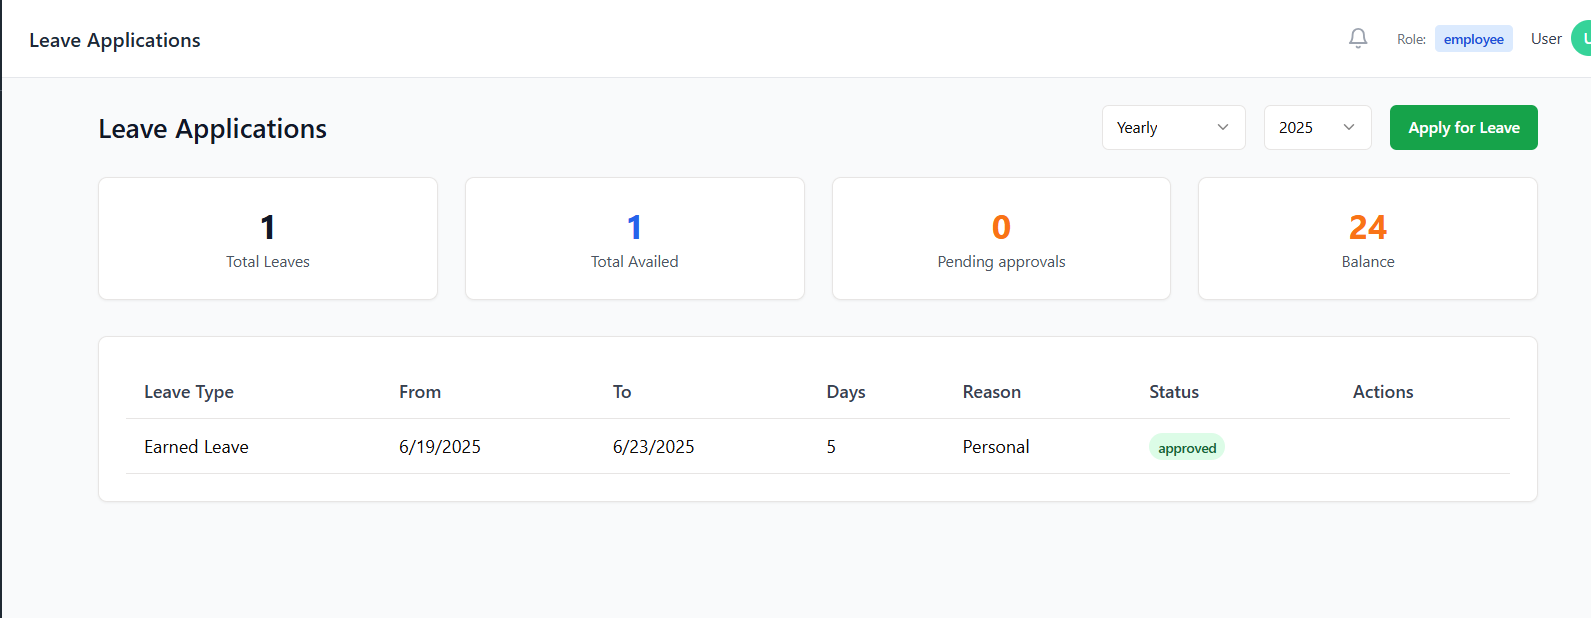 Leave Applications
Role: employee User U
Leave Applications
Yearly 2025 Apply for Leave
1 1 0 24
Total Leaves Total Availed Pending approvals Balance
Leave Type From To Days Reason Status Actions
Earned Leave 6/19/2025 6/23/2025 5 Personal approved